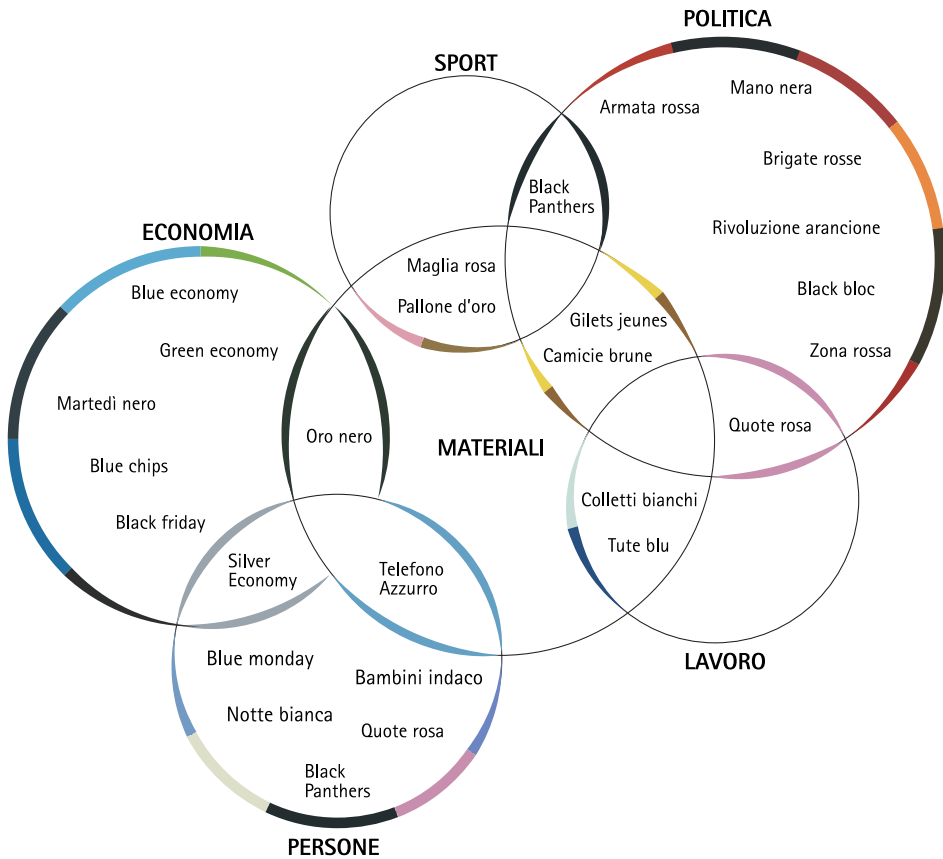 POLITICA
SPORT
Mano nera
Armata rossa
Brigate rosse
Black
Panthers
Rivoluzione arancione
ECONOMIA
Maglia rosa
Blue economy
Black bloc
Pallone d'oro
Gilets jeunes
Green economy
Camicie brune
Zona rossa
Martedì nero
Quote rosa
Oro nero
MATERIALI
Blue chips
Colletti bianchi
Black friday
Tute blu
Silver
Economy
Telefono
Azzurro
Blue monday
LAVORO
Bambini indaco
Notte bianca
Quote rosa
Black
Panthers
PERSONE